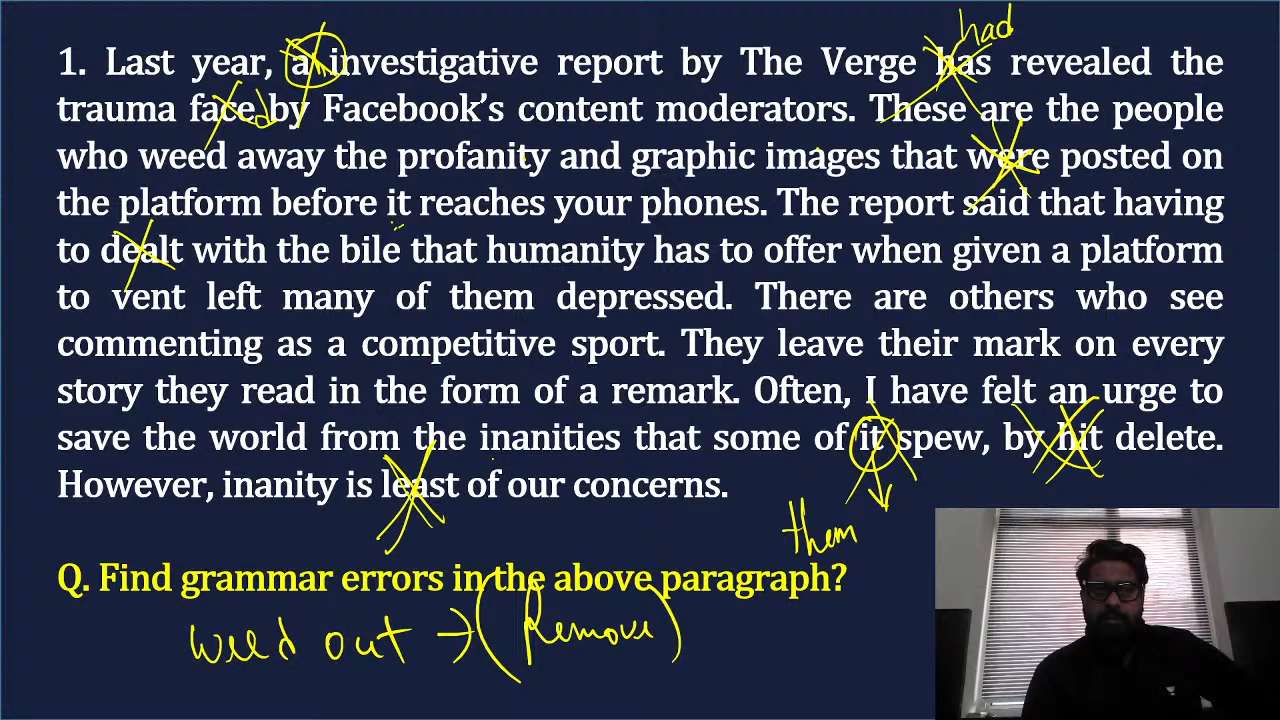 had
1. Last year, an investigative report by The Verge has revealed the
trauma faced by Facebook's content moderators. These are the people
who weed away the profanity and graphic images that were posted on
the platform before it reaches your phones. The report said that having
to dealt with the bile that humanity has to offer when given a platform
to vent left many of them depressed. There are others who see
commenting as a competitive sport. They leave their mark on every
story they read in the form of a remark. Often, I have felt an urge to
save the world from the inanities that some of it spew, by hit delete.
However, inanity is least of our concerns.
them
Q. Find grammar errors in the above paragraph?
weed out → (Remove)